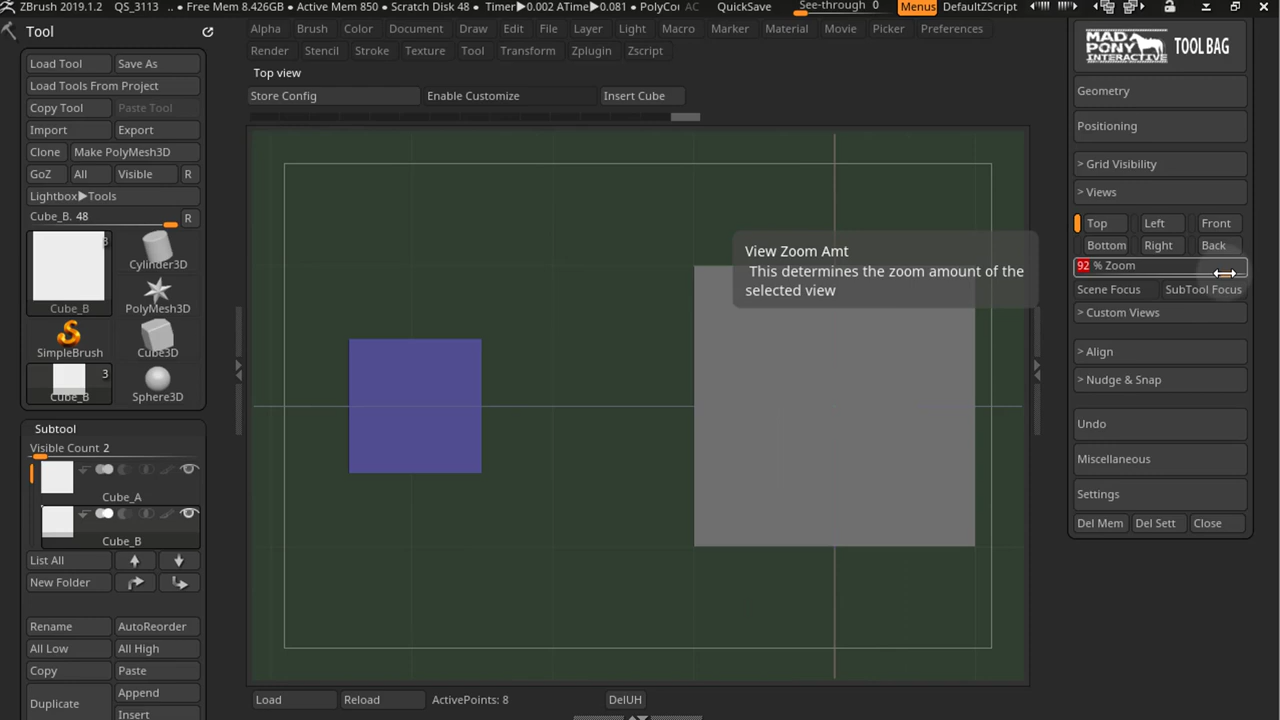 ZBrush 2019.1.2 QS_3113 .. • Free Mem 8.426GB • Active Mem 850 • Scratch Disk 48 • Timer▶0.002 ATime▶0.081 • PolyCou AC QuickSave See-through 0 Menus DefaultZScript
Tool
Alpha Brush Color Document Draw Edit File Layer Light Macro Marker Material Movie Picker Preferences
Render Stencil Stroke Texture Tool Transform Zplugin Zscript
Top view
Store Config Enable Customize Insert Cube
Load Tool Save As
Load Tools From Project
Copy Tool Paste Tool
Import Export
Clone Make PolyMesh3D
GoZ All Visible R
Lightbox▶Tools
Cube_B. 48 R
3
Cube_B
Cylinder3D
PolyMesh3D
SimpleBrush
Cube3D
3
Cube_B
Sphere3D
Subtool
Visible Count 2
Cube_A
Cube_B
List All
New Folder
Rename AutoReorder
All Low All High
Copy Paste
Duplicate
Append
Insert
View Zoom Amt
This determines the zoom amount of the
selected view
Load Reload ActivePoints: 8 DelUH
MAD PONY INTERACTIVE TOOL BAG
Geometry
Positioning
> Grid Visibility
> Views
Top Left Front
Bottom Right Back
92 % Zoom
Scene Focus SubTool Focus
> Custom Views
> Align
> Nudge & Snap
Undo
Miscellaneous
Settings
Del Mem Del Sett Close